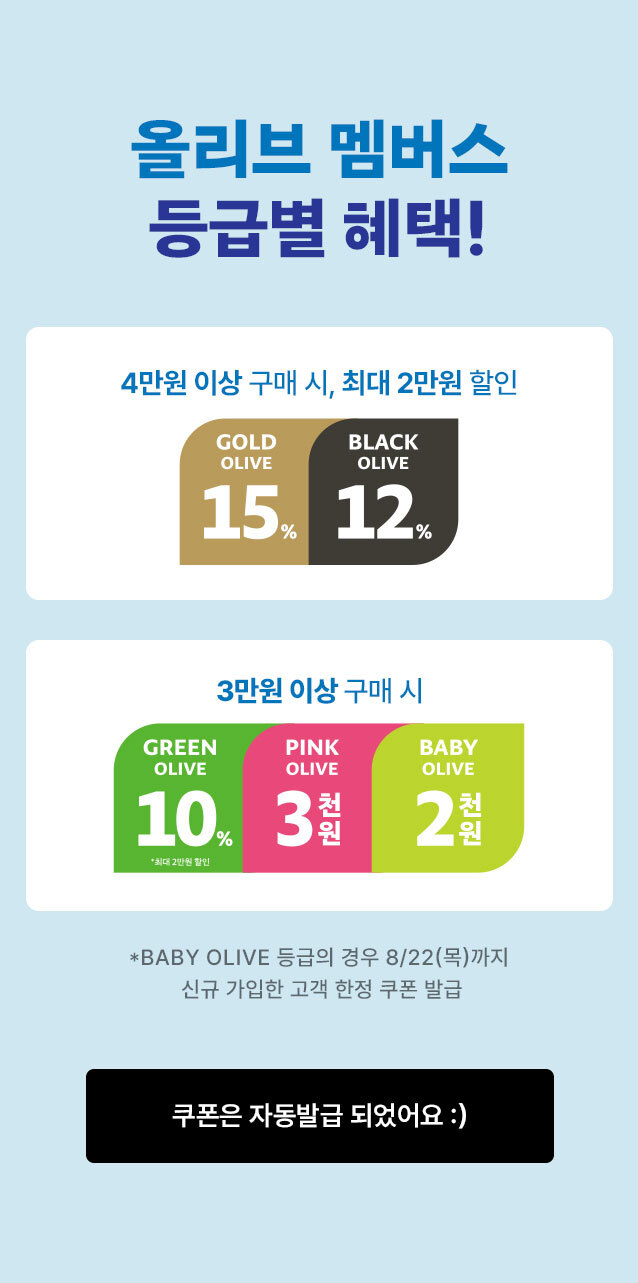 올리브 멤버스
등급별 혜택!
4만원 이상 구매 시, 최대 2만원 할인
GOLD
OLIVE
15%
BLACK
OLIVE
12%
3만원 이상 구매 시
GREEN
OLIVE
10%
*최대 2만원 할인
PINK
OLIVE
3천원
BABY
OLIVE
2천원
*BABY OLIVE 등급의 경우 8/22(목)까지
신규 가입한 고객 한정 쿠폰 발급
쿠폰은 자동발급 되었어요 :)